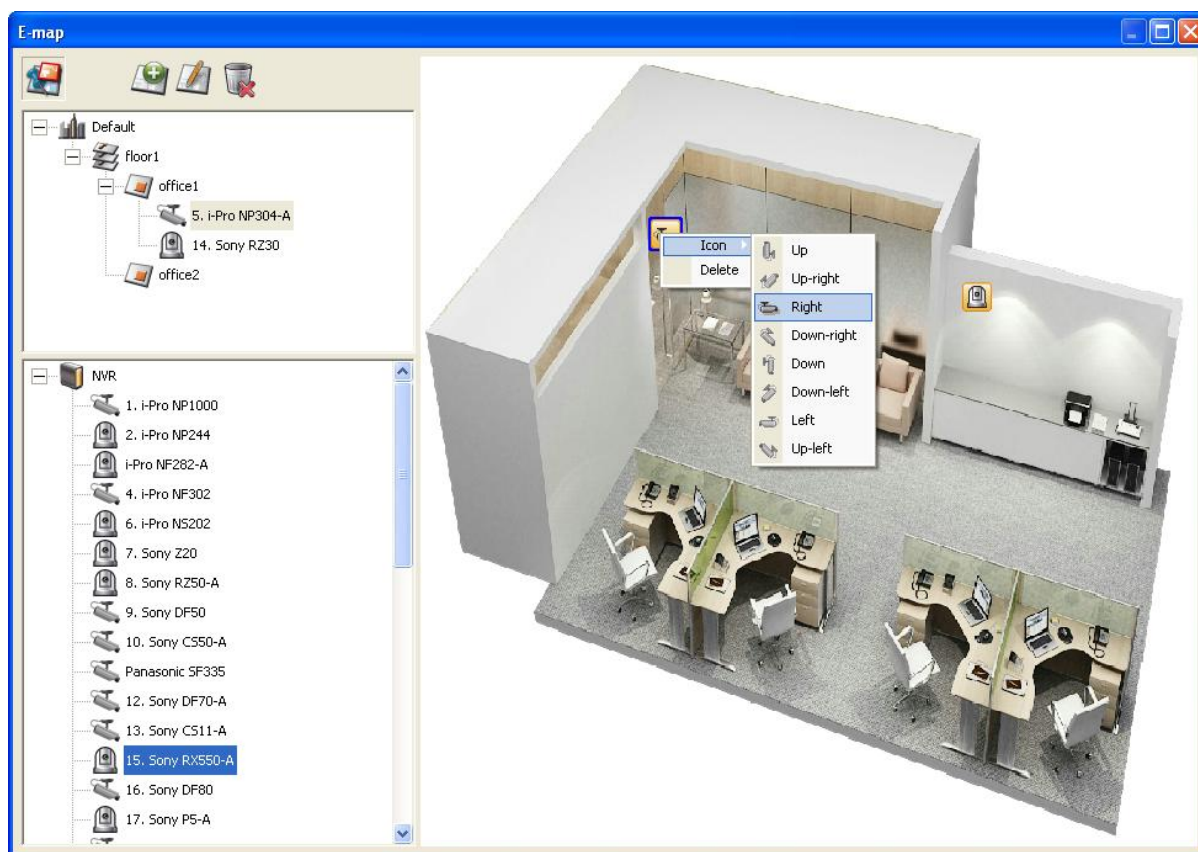 E-map
Default
floor1
office1
5. i-Pro NP304-A
14. Sony RZ30
office2
NVR
1. i-Pro NP1000
2. i-Pro NP244
i-Pro NF282-A
4. i-Pro NF302
6. i-Pro NS202
7. Sony Z20
8. Sony RZ50-A
9. Sony DF50
10. Sony CS50-A
Panasonic SF335
12. Sony DF70-A
13. Sony CS11-A
15. Sony RX550-A
16. Sony DF80
17. Sony P5-A
Icon
Delete
Up
Up-right
Right
Down-right
Down
Down-left
Left
Up-left